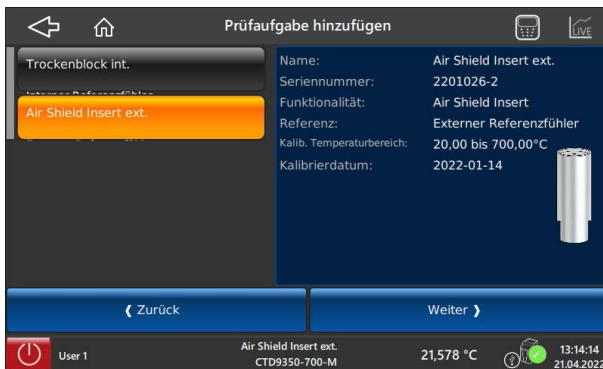 Prüfaufgabe hinzufügen
LIVE
Trockenblock int.
Air Shield Insert ext.
Name: Air Shield Insert ext.
Seriennummer: 2201026-2
Funktionalität: Air Shield Insert
Referenz: Externer Referenzfühler
Kalib. Temperaturbereich: 20,00 bis 700,00°C
Kalibrierdatum: 2022-01-14
❬ Zurück
Weiter ❭
User 1
Air Shield Insert ext.
CTD9350-700-M
21,578 °C
13:14:14
21.04.2022